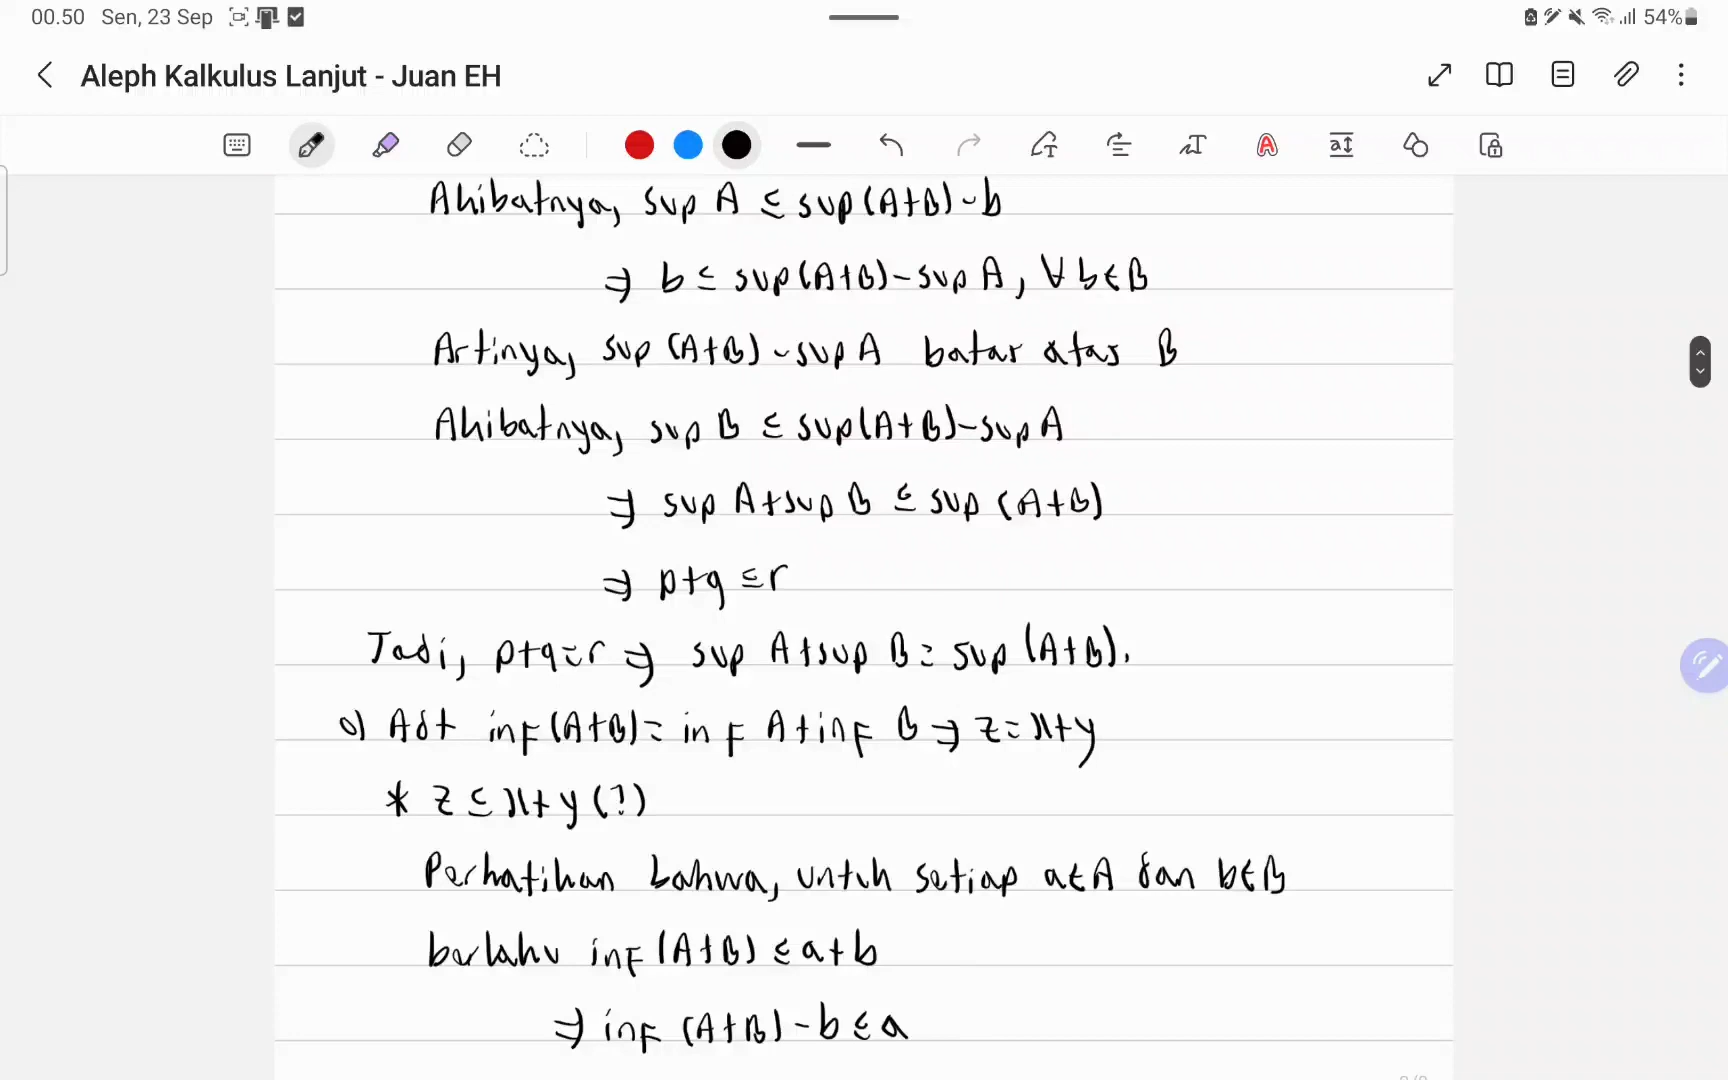 00.50 Sen, 23 Sep
54%
Aleph Kalkulus Lanjut - Juan EH
Akibatnya, sup A ≤ sup(A+B)-b
⇒ b ≤ sup(A+B)-sup A, ∀ b∈B
Artinya, sup (A+B)-sup A batas atas B
Akibatnya, sup B ≤ sup(A+B)-sup A
⇒ sup A+sup B ≤ sup (A+B)
⇒ p+q ≤ r
Jadi, p+q=r ⇒ sup A+sup B = sup (A+B).
o) Adt inf(A+B)= inf A+inf B ⇒ z=x+y
* z ≤ x+y (?)
Perhatikan bahwa, untuk setiap a∈A dan b∈B
berlaku inf (A+B) ≤ a+b
⇒ inf (A+B) - b ≤ a